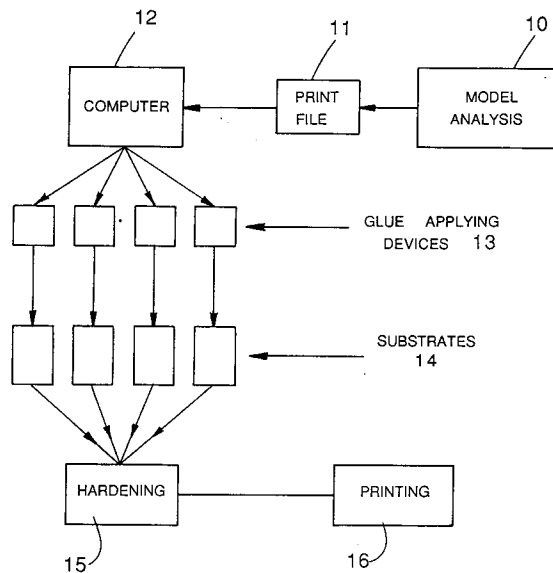 12
11
10
COMPUTER
PRINT
FILE
MODEL
ANALYSIS
GLUE APPLYING
DEVICES 13
SUBSTRATES
14
HARDENING
PRINTING
15
16